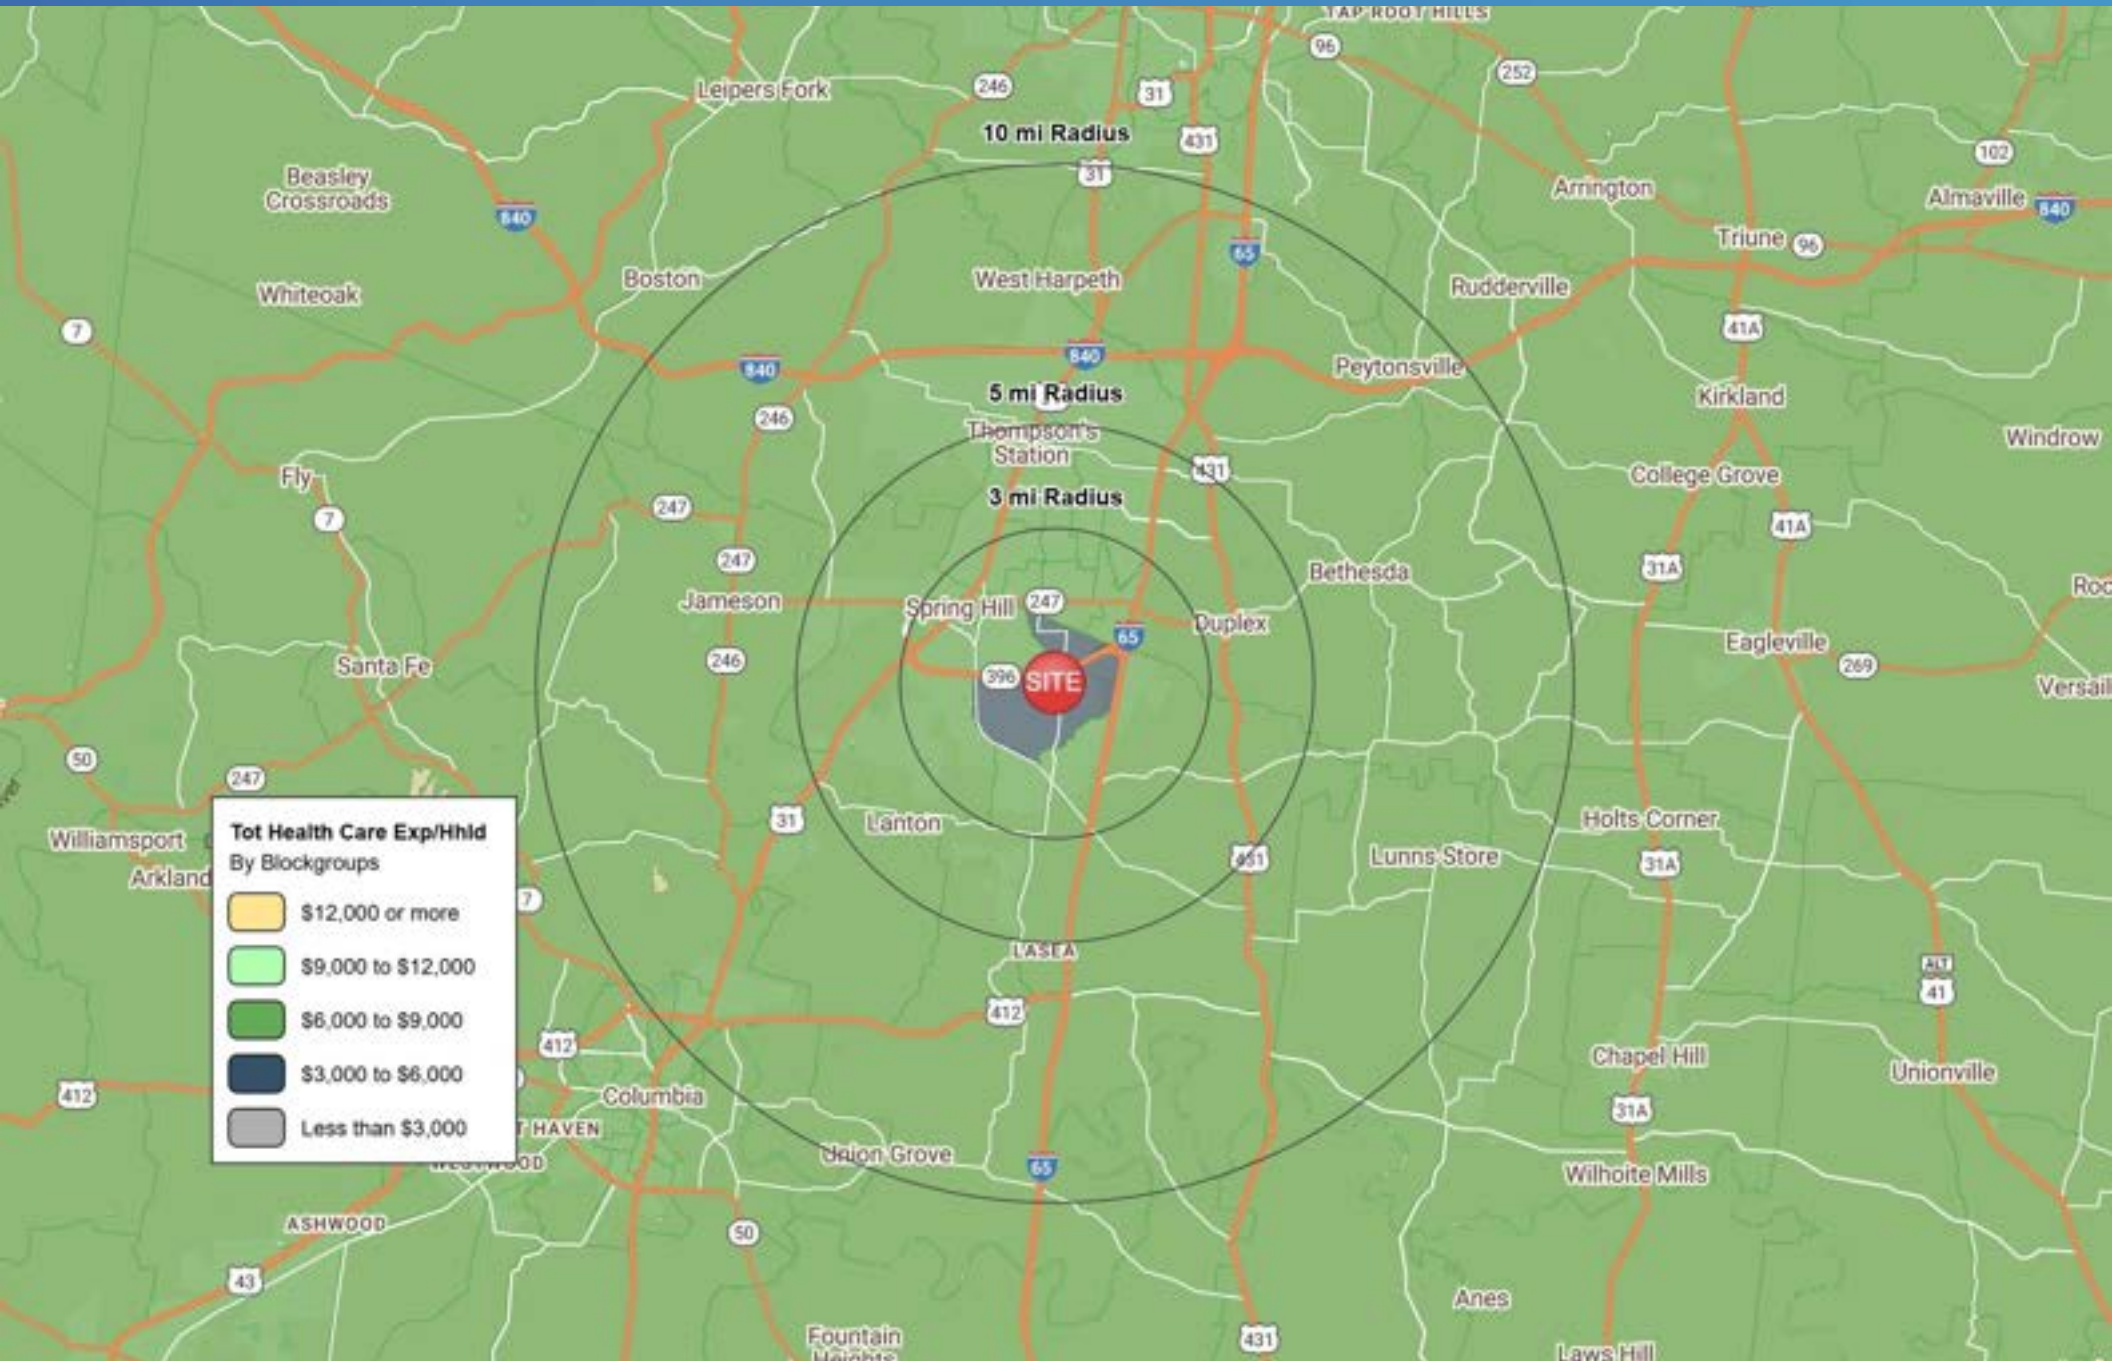 TAP ROOT HILLS
96
252
Leipers Fork
246
31
10 mi Radius
431
102
31
Beasley
Crossroads
Arrington
Almaville
840
840
Triune
96
65
Boston
West Harpeth
Rudderville
Whiteoak
7
41A
840
840
Peytonsville
5 mi Radius
Kirkland
246
Thompson's
Station
Windrow
431
College Grove
Fly
3 mi Radius
247
7
41A
247
Bethesda
31A
Jameson
Spring Hill
247
Duplex
65
Eagleville
246
Santa Fe
396
SITE
269
50
247
31
Lanton
Holts Corner
Williamsport
Arkland
451
Lunns Store
31A
Tot Health Care Exp/Hhld
By Blockgroups
$12,000 or more
$9,000 to $12,000
$6,000 to $9,000
$3,000 to $6,000
Less than $3,000
7
LASEA
ALT
41
412
412
Chapel Hill
Unionville
412
Columbia
31A
T HAVEN
Union Grove
65
WESTWOOD
Wilhoite Mills
ASHWOOD
50
43
Anes
Fountain
Heights
431
Laws Hill